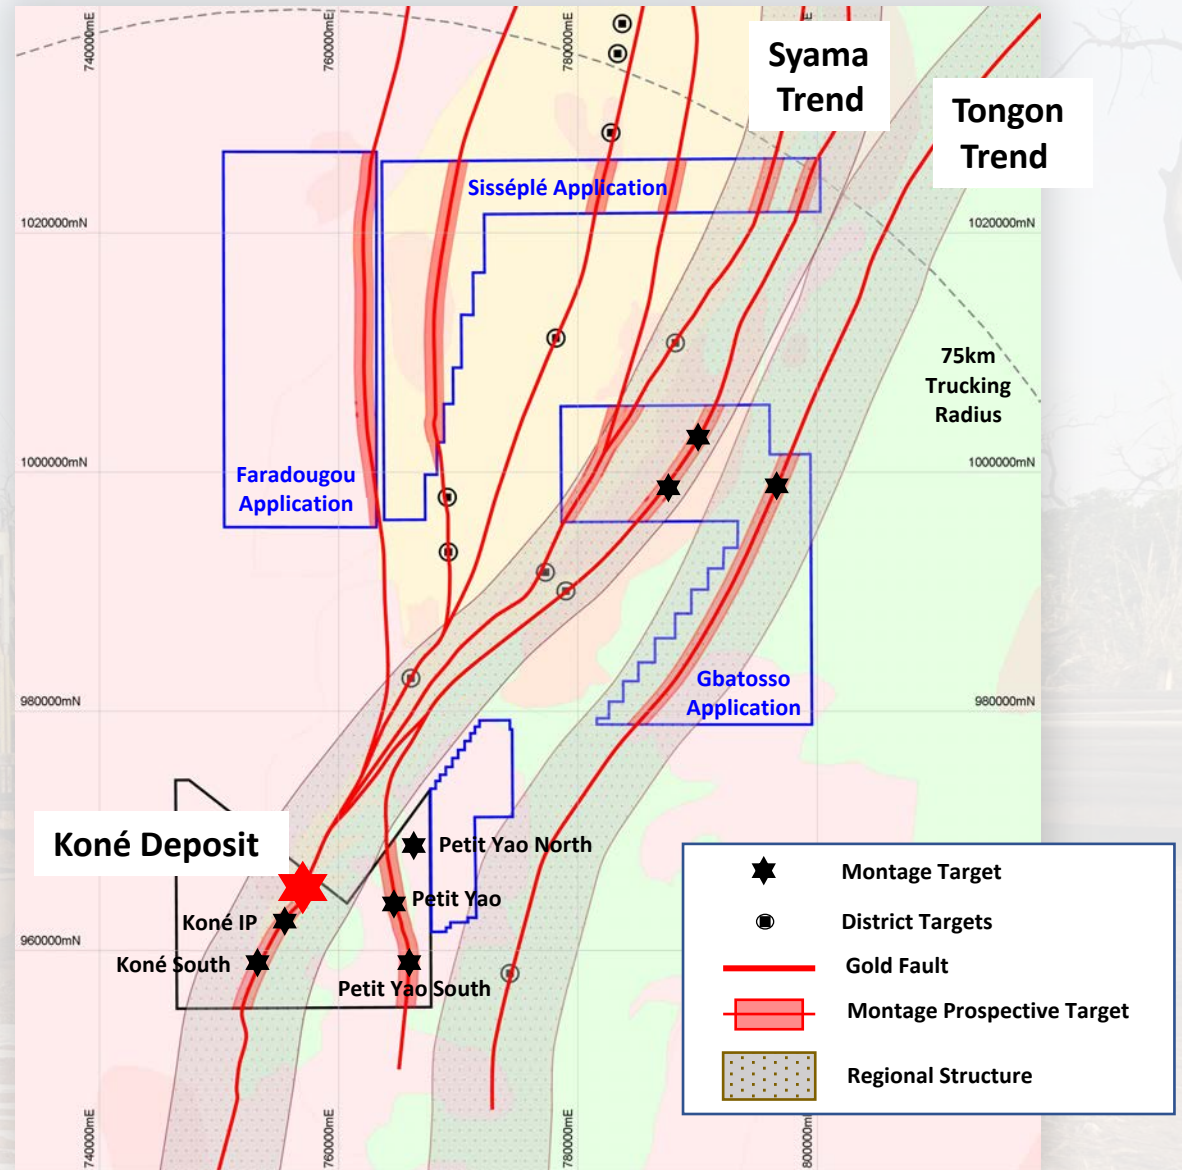 740000mE
760000mE
780000mE
Syama
Trend
Tongon
Trend
Sisséplé Application
1020000mN
1020000mN
75km
Trucking
Radius
Faradougou
Application
1000000mN
1000000mN
Gbatosso
Application
980000mN
980000mN
Koné Deposit
Petit Yao North
Petit Yao
Koné IP
Koné South
Petit Yao South
960000mN
Montage Target
District Targets
Gold Fault
Montage Prospective Target
Regional Structure
740000mE
760000mE
780000mE